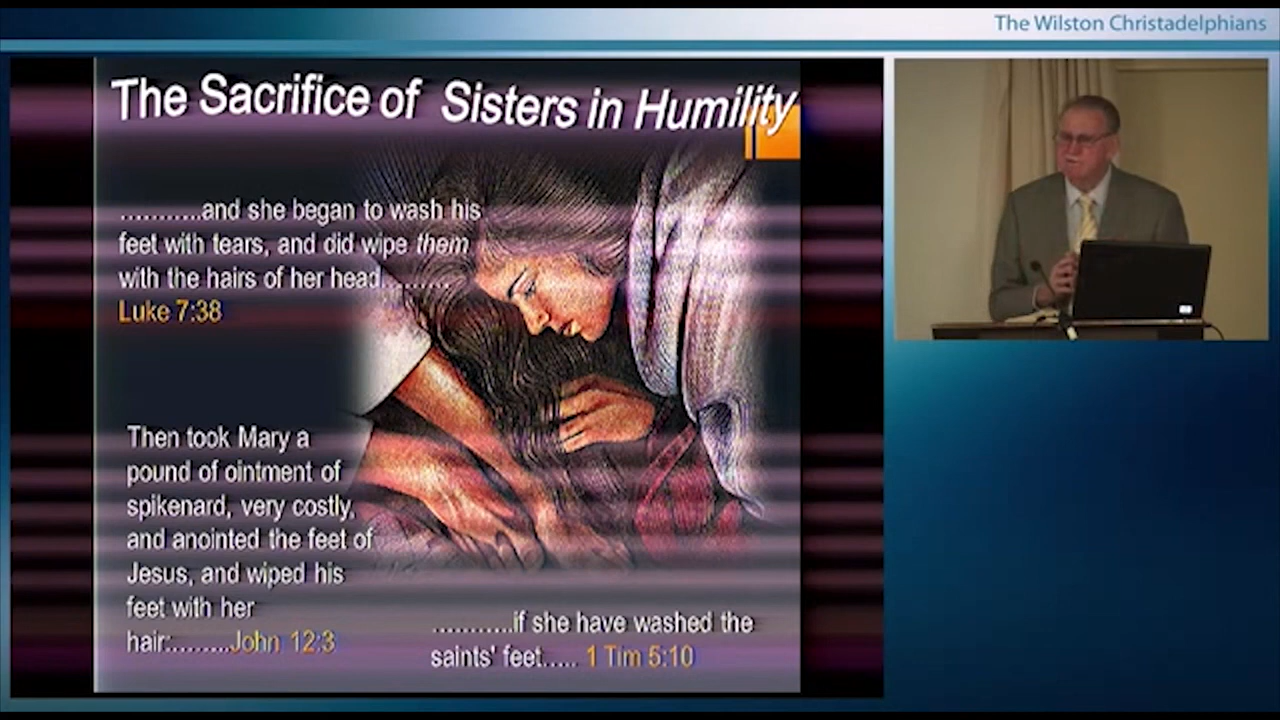 The Wilston Christadelphians
The Sacrifice of Sisters in Humility
...........and she began to wash his
feet with tears, and did wipe them
with the hairs of her head.........
Luke 7:38
Then took Mary a
pound of ointment of
spikenard, very costly,
and anointed the feet of
Jesus, and wiped his
feet with her
hair:.........John 12:3
...........if she have washed the
saints' feet..... 1 Tim 5:10